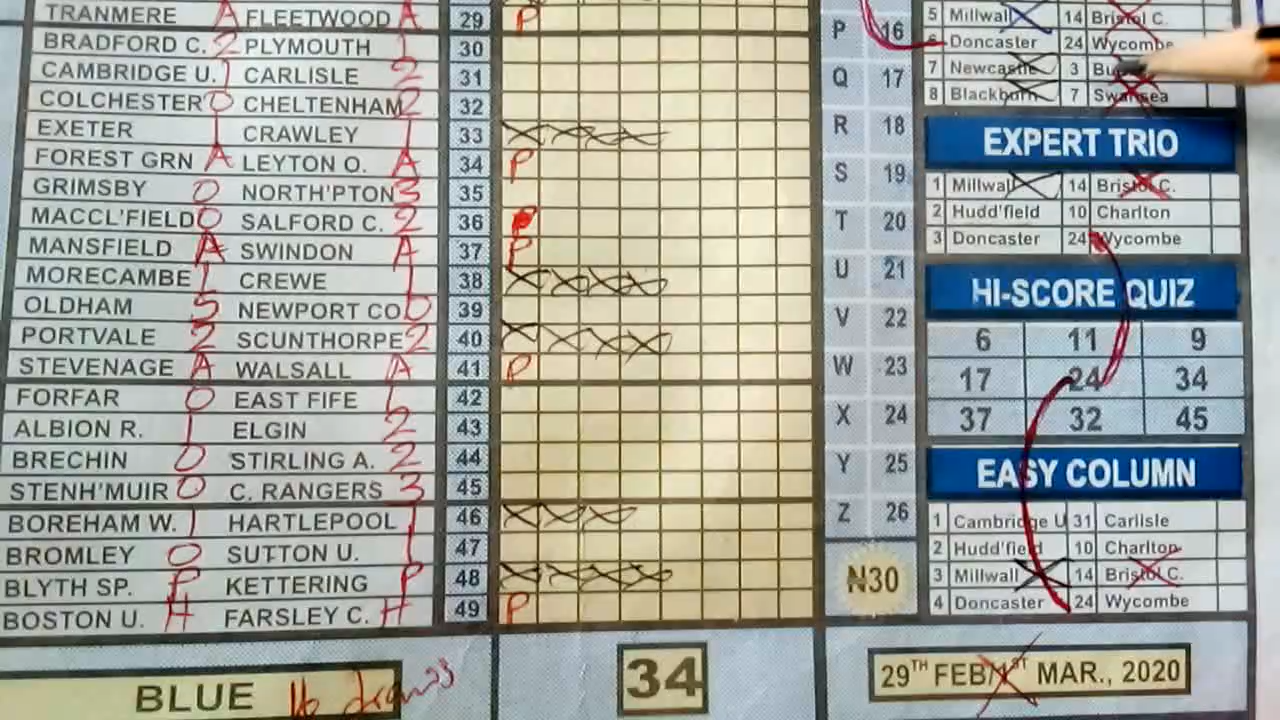 TRANMERE A FLEETWOOD A 29 P
BRADFORD C. 2 PLYMOUTH 1 30
CAMBRIDGE U. 1 CARLISLE 2 31
COLCHESTER 0 CHELTENHAM 2 32
EXETER 1 CRAWLEY 1 33
FOREST GRN A LEYTON O. A 34 P
GRIMSBY 0 NORTH'PTON 3 35
MACCL'FIELD 0 SALFORD C. 2 36
MANSFIELD A SWINDON A 37 P
MORECAMBE 1 CREWE 1 38
OLDHAM 5 NEWPORT CO 0 39
PORTVALE 2 SCUNTHORPE 2 40
STEVENAGE A WALSALL A 41 P
FORFAR 0 EAST FIFE 1 42
ALBION R. 1 ELGIN 2 43
BRECHIN 0 STIRLING A. 2 44
STENH'MUIR 0 C. RANGERS 3 45
BOREHAM W. 1 HARTLEPOOL 1 46
BROMLEY 0 SUTTON U. 1 47
BLYTH SP. P KETTERING P 48
BOSTON U. H FARSLEY C. H 49 P
BLUE 16 draws
34
P 16
Q 17
R 18
S 19
T 20
U 21
V 22
W 23
X 24
Y 25
Z 26
₦30
5 Millwall 14 Bristol C.
6 Doncaster 24 Wycombe
7 Newcastle 3
8 Blackburn 7 Swansea
EXPERT TRIO
1 Millwall 14 Bristol C.
2 Hudd'field 10 Charlton
3 Doncaster 24 Wycombe
HI-SCORE QUIZ
6 11 9
17 24 34
37 32 45
EASY COLUMN
1 Cambridge U 31 Carlisle
2 Hudd'field 10 Charlton
3 Millwall 14 Bristol C.
4 Doncaster 24 Wycombe
29TH FEB/1ST MAR., 2020